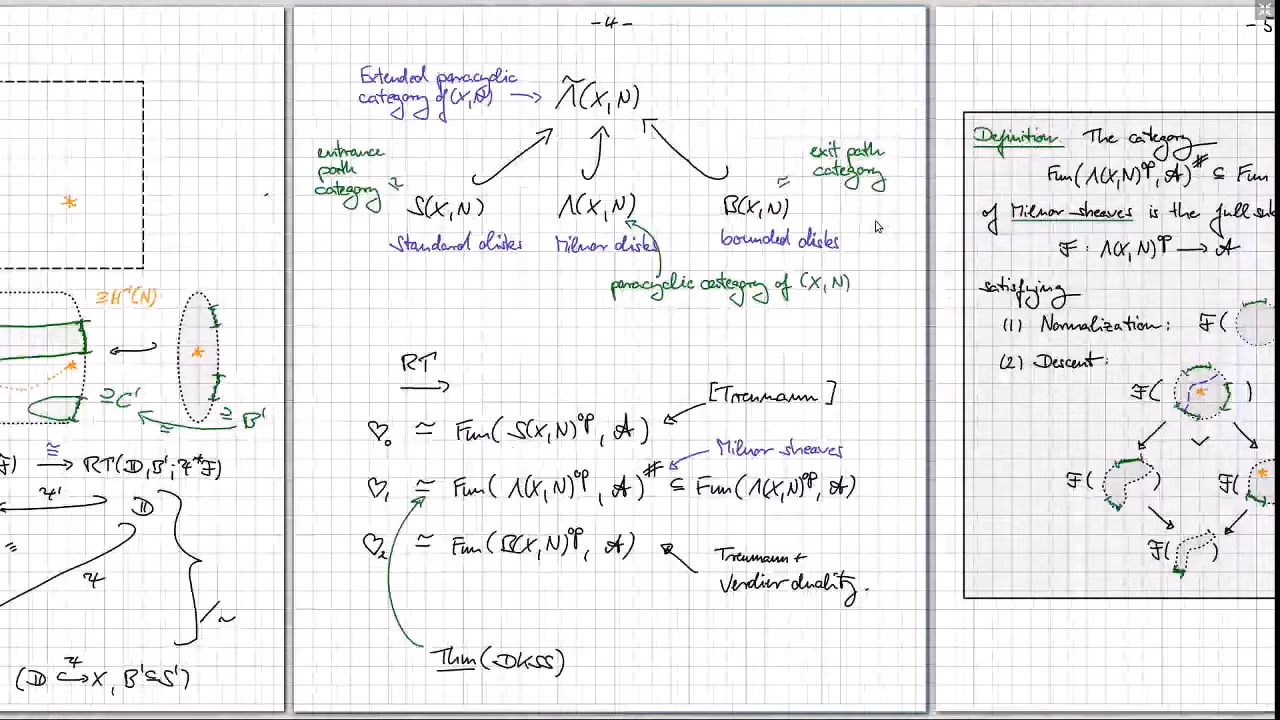 ≅H¹(N)
≅C'
≅B'
F) ≅→ RT(D,B';φ*F)
φ' D
≅
φ
/~
(D φ↪ X, B'⊆S')
-4-
Extended paracyclic
category of (X,N) → Λ̃(X,N)
entrance
path
category ≃
S(X,N) Λ(X,N) B(X,N)
≃ exit path
category
Standard disks Milnor disks bounded disks
paracyclic category of (X,N)
RT
→
[Treumann]
♡₀ ≅ Fun(S(X,N)^op, A)
Milnor sheaves
♡₁ ≅ Fun(Λ(X,N)^op, A)^# ⊆ Fun(Λ(X,N)^op, A)
♡₂ ≅ Fun(B(X,N)^op, A)
Treumann +
Verdier duality.
Thm (DKSS)
-5
Definition. The category
Fun(Λ(X,N)^op, A)^# ⊆ Fun
of Milnor sheaves is the full
F: Λ(X,N)^op → A
satisfying
(1) Normalization: F(
(2) Descent:
F( * )
F( ) F( *
F( )